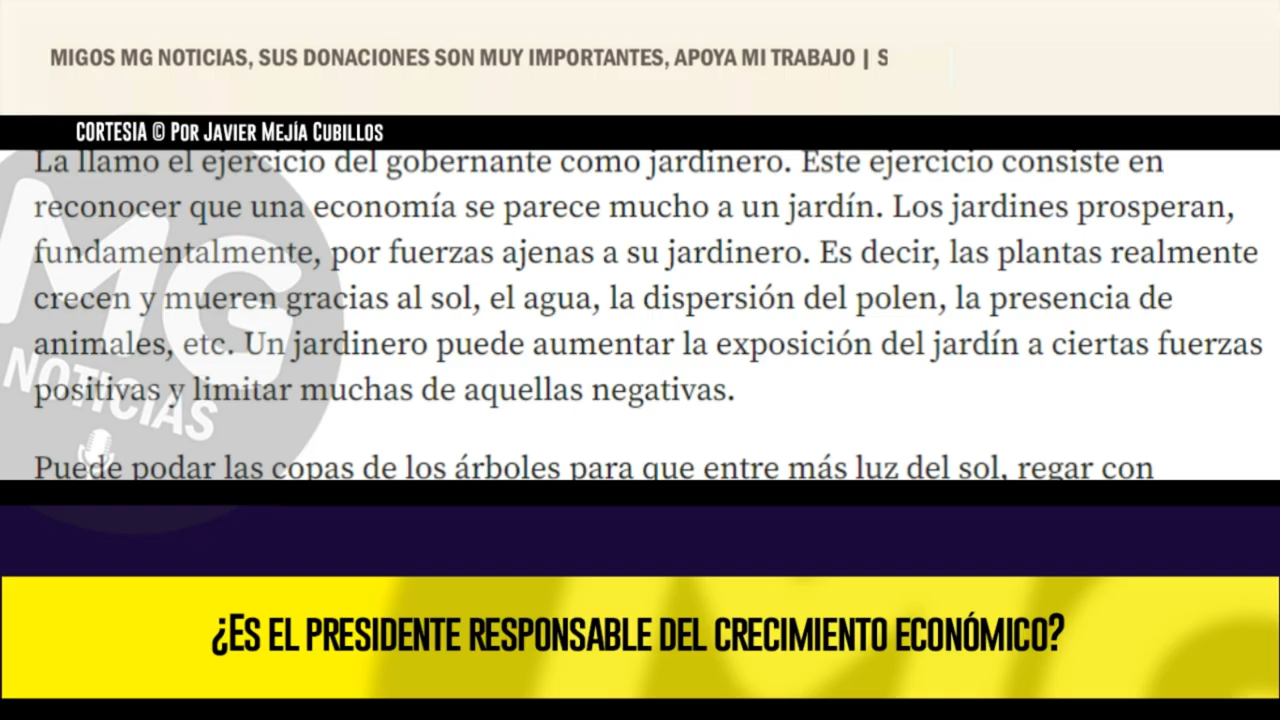 MIGOS MG NOTICIAS, SUS DONACIONES SON MUY IMPORTANTES, APOYA MI TRABAJO | S
CORTESIA © POR JAVIER MEJÍA CUBILLOS
La llamo el ejercicio del gobernante como jardinero. Este ejercicio consiste en
reconocer que una economía se parece mucho a un jardín. Los jardines prosperan,
fundamentalmente, por fuerzas ajenas a su jardinero. Es decir, las plantas realmente
crecen y mueren gracias al sol, el agua, la dispersión del polen, la presencia de
animales, etc. Un jardinero puede aumentar la exposición del jardín a ciertas fuerzas
positivas y limitar muchas de aquellas negativas.
Puede podar las copas de los árboles para que entre más luz del sol, regar con
MG
NOTICIAS
¿ES EL PRESIDENTE RESPONSABLE DEL CRECIMIENTO ECONÓMICO?